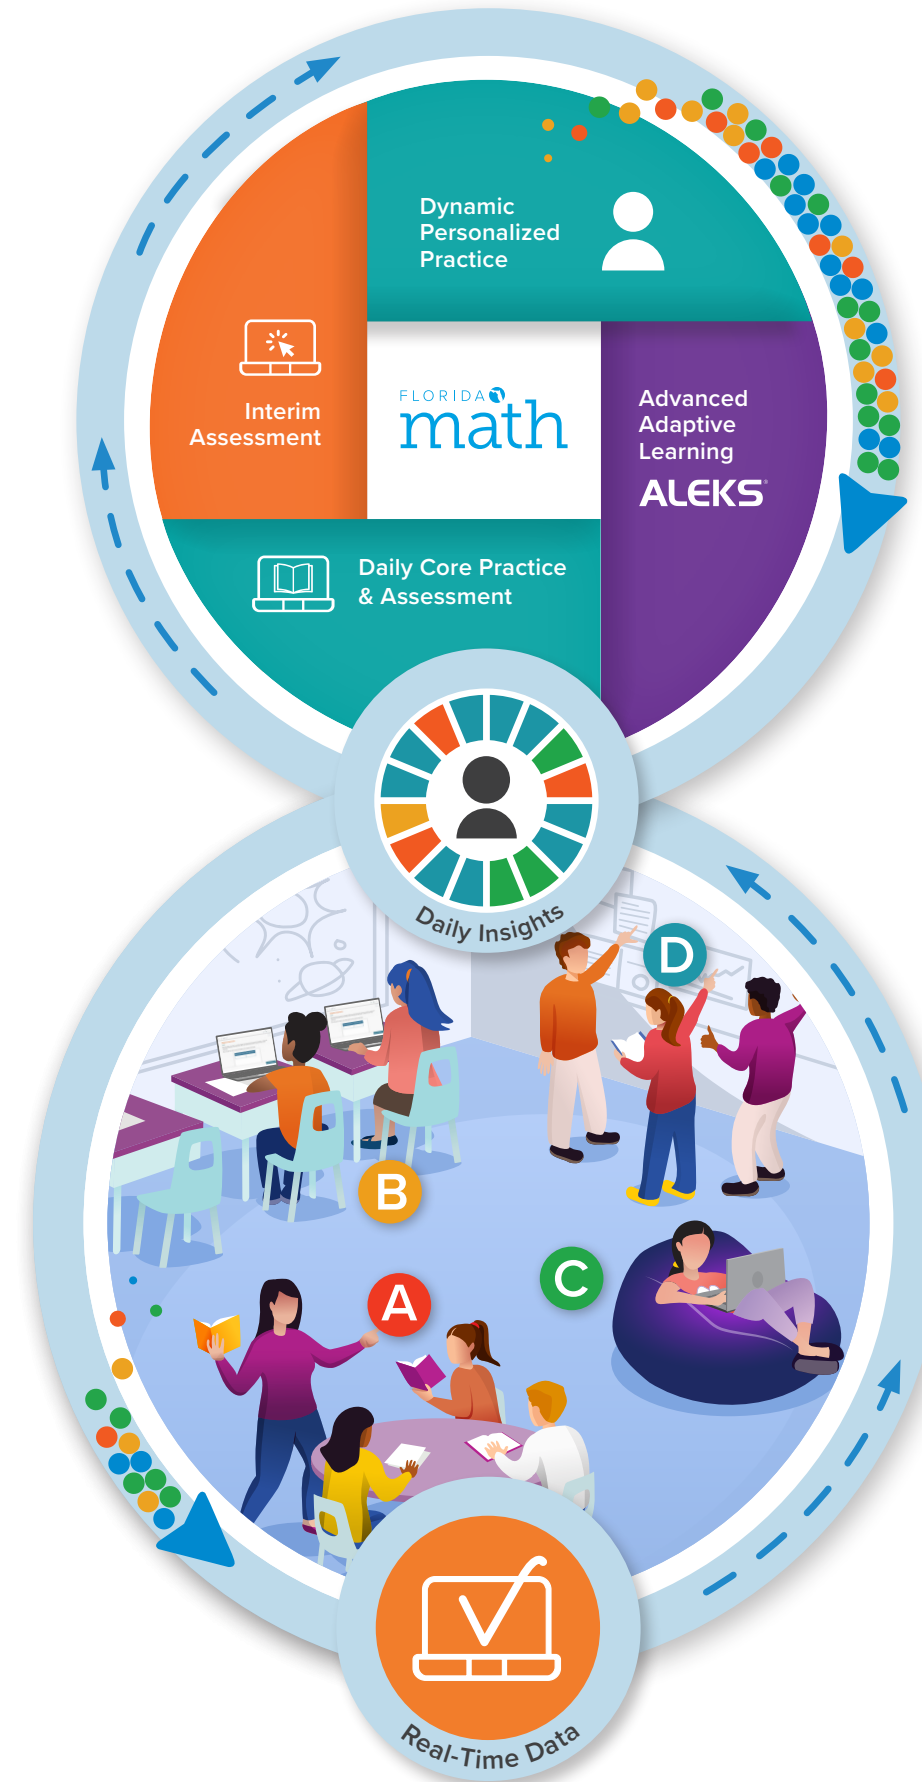 Dynamic
Personalized
Practice
Interim
Assessment
FLORIDA
math
Advanced
Adaptive
Learning
ALEKS®
Daily Core Practice
& Assessment
Daily Insights
D
B
C
A
Real-Time Data